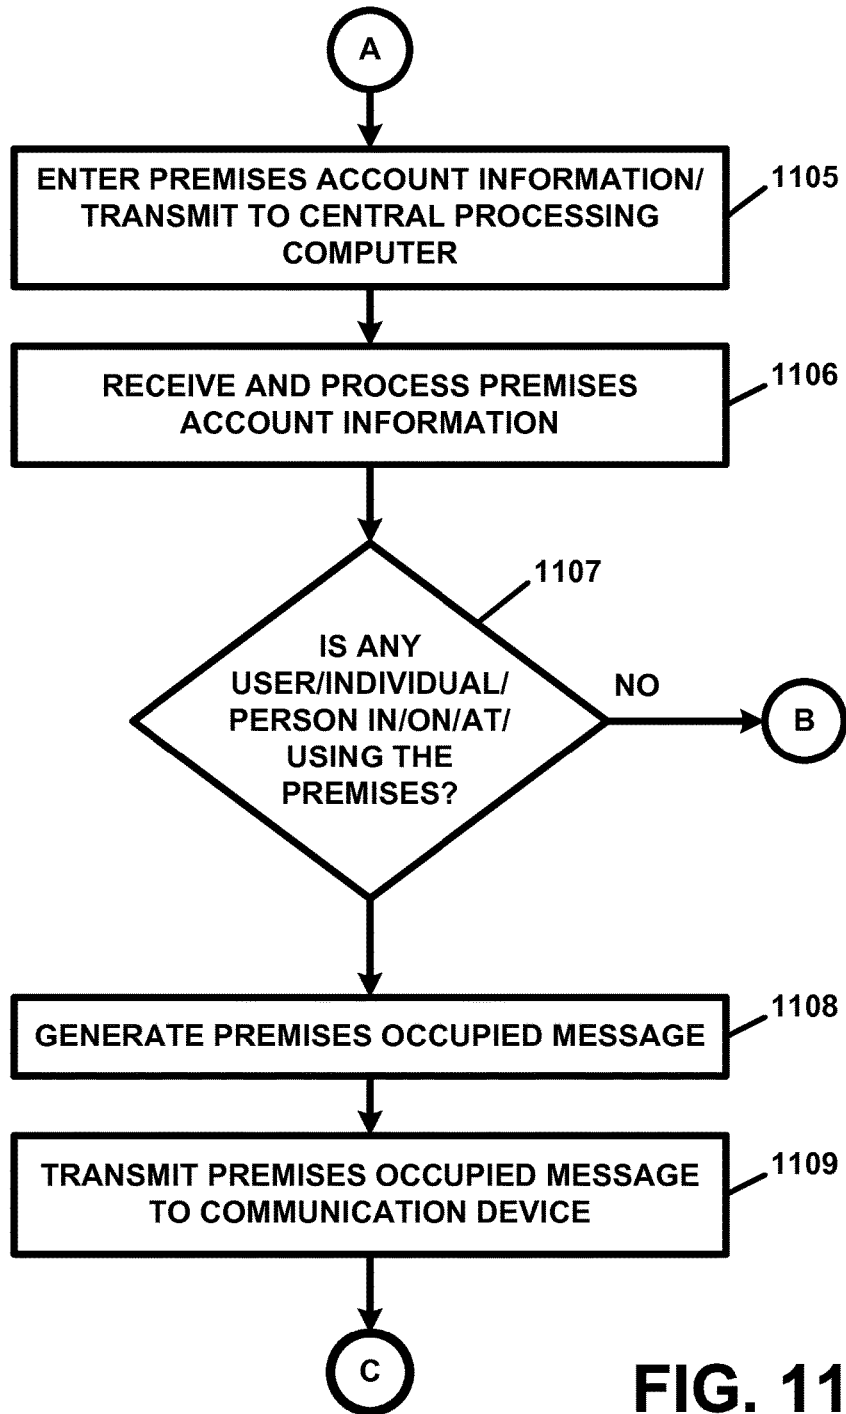 A
ENTER PREMISES ACCOUNT INFORMATION/
TRANSMIT TO CENTRAL PROCESSING
COMPUTER
1105
RECEIVE AND PROCESS PREMISES
ACCOUNT INFORMATION
1106
1107
IS ANY
USER/INDIVIDUAL/
PERSON IN/ON/AT/
USING THE
PREMISES?
NO
B
GENERATE PREMISES OCCUPIED MESSAGE
1108
TRANSMIT PREMISES OCCUPIED MESSAGE
TO COMMUNICATION DEVICE
1109
C
FIG. 11